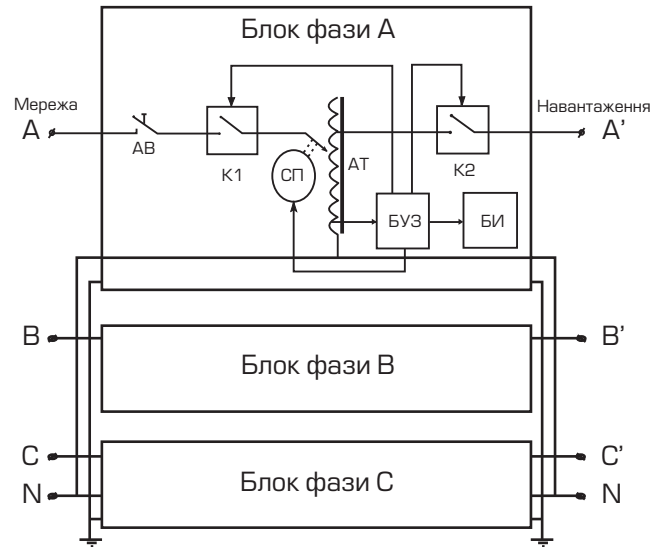 Блок фази А
Мережа
А
АВ
К1
СП
АТ
К2
Навантаження
А’
БУЗ
БИ
В
Блок фази В
В’
С
Блок фази С
С’
N
N